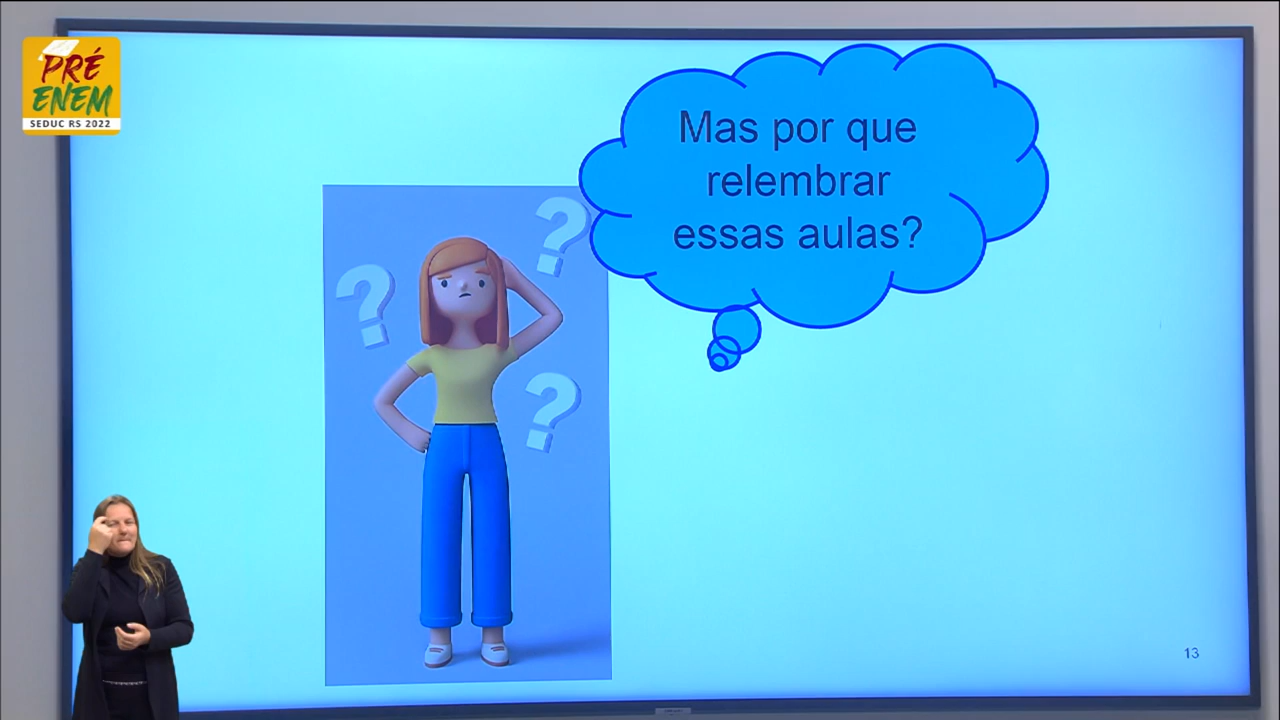 PRÉ
ENEM
SEDUC RS 2022
Mas por que
relembrar
essas aulas?
13